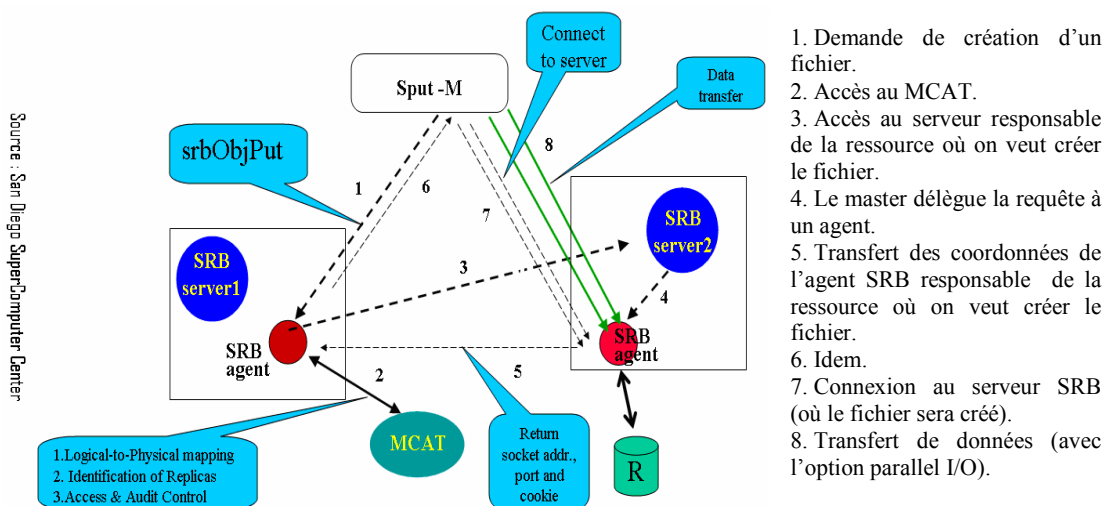 Connect
to server
Data
transfer
Sput -M
srbObjPut
8
1
6
7
SRB
server2
SRB
server1
3
4
SRB
agent
SRB
agent
2
5
MCAT
R
1.Logical-to-Physical mapping
2. Identification of Replicas
3.Access & Audit Control
Return
socket addr.,
port and
cookie
Source : San Diego SuperComputer Center
1. Demande de création d'un
fichier.
2. Accès au MCAT.
3. Accès au serveur responsable
de la ressource où on veut créer
le fichier.
4. Le master délègue la requête à
un agent.
5. Transfert des coordonnées de
l'agent SRB responsable de la
ressource où on veut créer le
fichier.
6. Idem.
7. Connexion au serveur SRB
(où le fichier sera créé).
8. Transfert de données (avec
l'option parallel I/O).